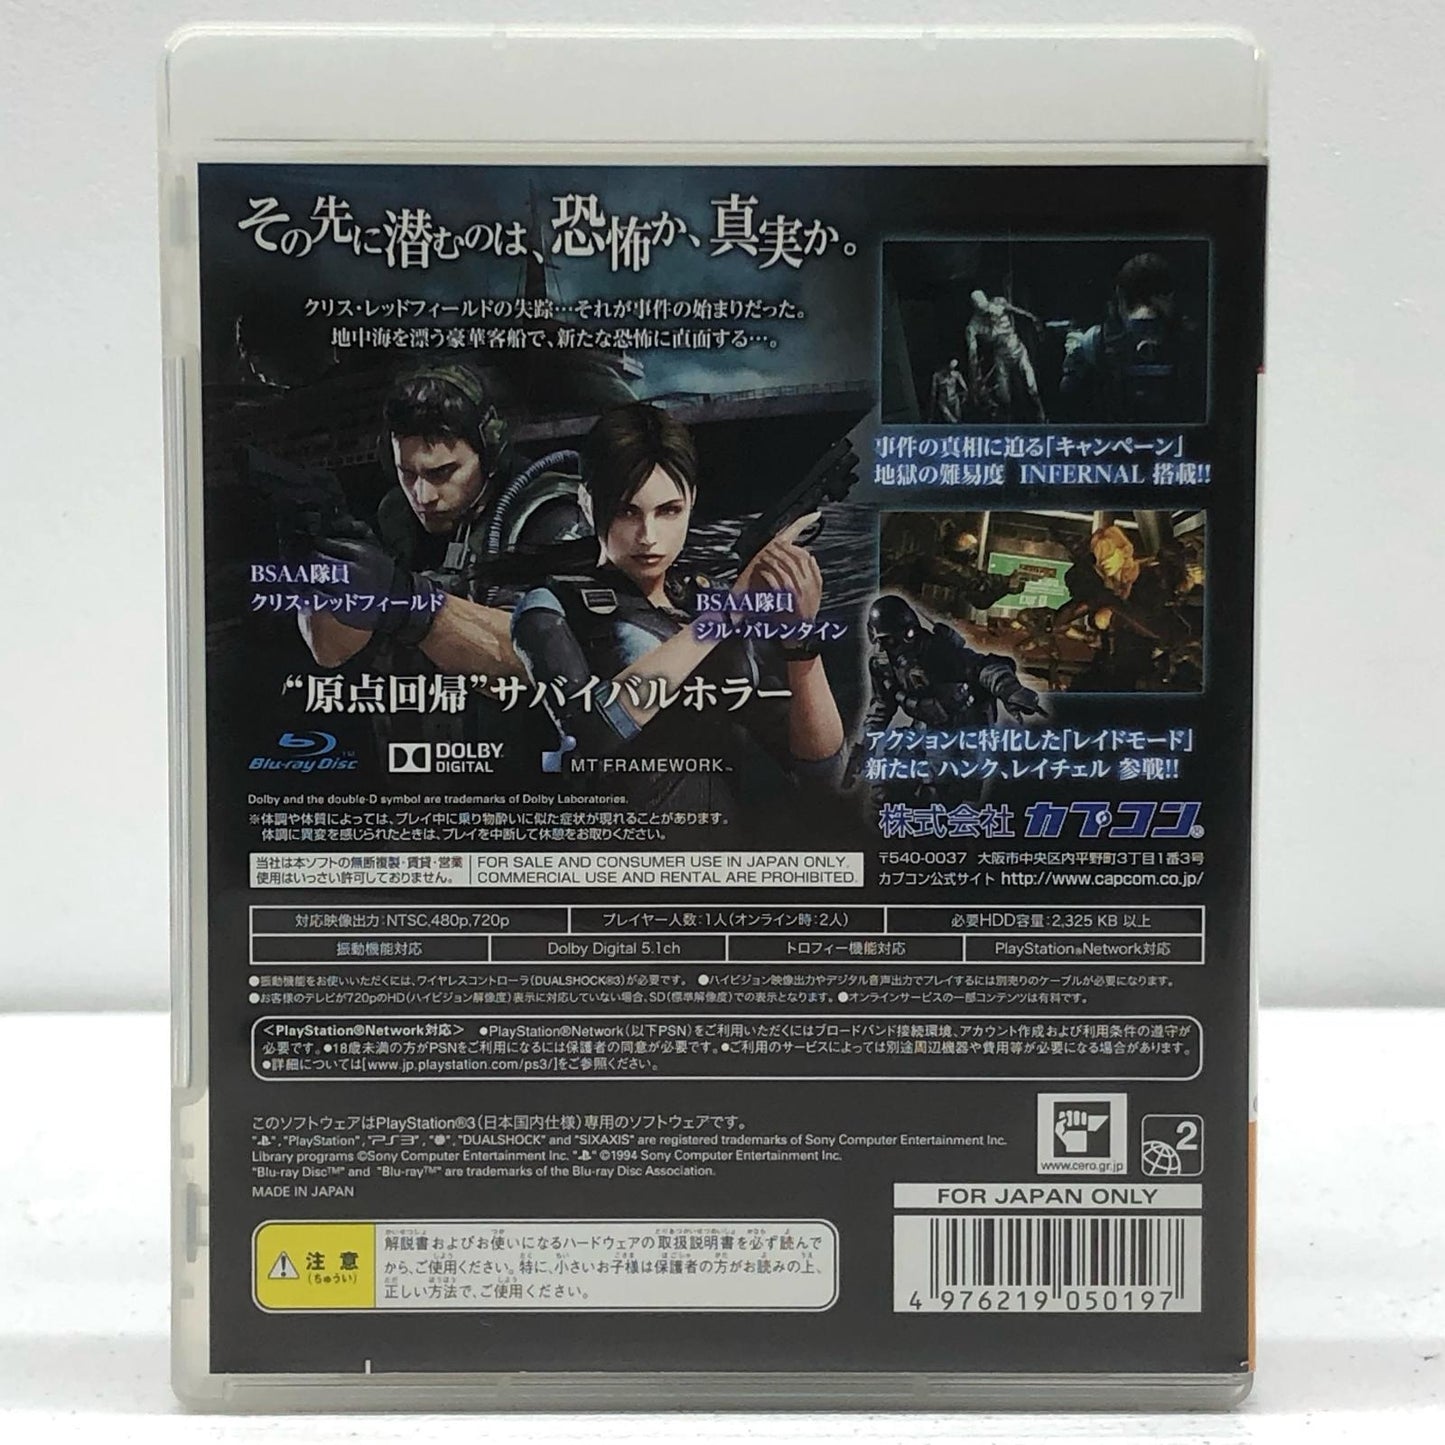 その先に潜むのは、恐怖か、真実か。
クリス・レッドフィールドの失踪…それが事件の始まりだった。
地中海を漂う豪華客船で、新たな恐怖に直面する…。
事件の真相に迫る「キャンペーン」
地獄の難易度 INFERNAL 搭載!!
BSAA隊員
クリス・レッドフィールド
BSAA隊員
ジル・バレンタイン
"原点回帰"サバイバルホラー
アクションに特化した「レイドモード」
新たに ハンク、レイチェル 参戦!!
Blu-ray Disc™
DOLBY
DIGITAL
MT FRAMEWORK™
Dolby and the double-D symbol are trademarks of Dolby Laboratories.
※体調や体質によっては、プレイ中に乗り物酔いに似た症状が現れることがあります。
体調に異変を感じられたときは、プレイを中断して休憩をお取りください。
株式会社 カプコン®
当社は本ソフトの無断複製・賃貸・営業
使用はいっさい許可しておりません。
FOR SALE AND CONSUMER USE IN JAPAN ONLY.
COMMERCIAL USE AND RENTAL ARE PROHIBITED.
〒540-0037 大阪市中央区内平野町3丁目1番3号
カプコン公式サイト http://www.capcom.co.jp/
対応映像出力:NTSC,480p,720p
プレイヤー人数:1人(オンライン時:2人)
必要HDD容量:2,325 KB 以上
振動機能対応
Dolby Digital 5.1ch
トロフィー機能対応
PlayStation®Network対応
●振動機能をお使いいただくには、ワイヤレスコントローラ(DUALSHOCK®3)が必要です。 ●ハイビジョン映像出力やデジタル音声出力でプレイするには別売りのケーブルが必要になります。
●お客様のテレビが720pのHD(ハイビジョン解像度)表示に対応していない場合、SD(標準解像度)での表示となります。 ●オンラインサービスの一部コンテンツは有料です。
＜PlayStation®Network対応＞ ●PlayStation®Network(以下PSN)をご利用いただくにはブロードバンド接続環境、アカウント作成および利用条件の遵守が
必要です。●18歳未満の方がPSNをご利用になるには保護者の同意が必要です。●ご利用のサービスによっては別途周辺機器や費用等が必要になる場合があります。
●詳細については[www.jp.playstation.com/ps3/]をご参照ください。
このソフトウェアはPlayStation®3(日本国内仕様)専用のソフトウェアです。
" ", "PlayStation", "PS3", " ", "DUALSHOCK" and "SIXAXIS" are registered trademarks of Sony Computer Entertainment Inc.
Library programs ©Sony Computer Entertainment Inc. " " ©1994 Sony Computer Entertainment Inc.
"Blu-ray Disc™" and "Blu-ray™" are trademarks of the Blu-ray Disc Association.
MADE IN JAPAN
www.cero.gr.jp
2
FOR JAPAN ONLY
注意
(ちゅうい)
解説書およびお使いになるハードウェアの取扱説明書を必ず読んで
から、ご使用ください。特に、小さいお子様は保護者の方がお読みの上、
正しい方法で、ご使用ください。
4 976219 050197